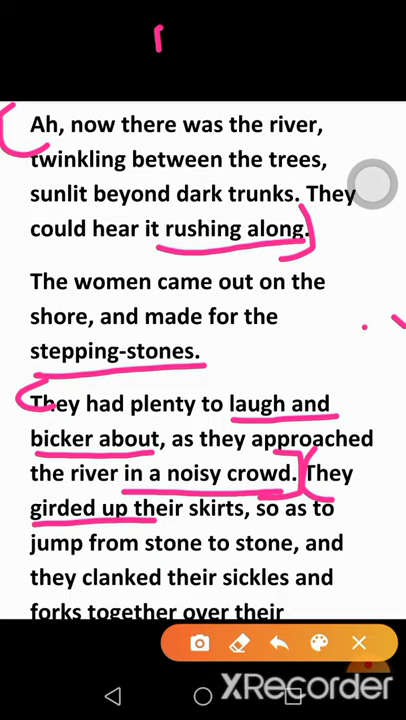 Ah, now there was the river,
twinkling between the trees,
sunlit beyond dark trunks. They
could hear it rushing along.
The women came out on the
shore, and made for the
stepping-stones.
They had plenty to laugh and
bicker about, as they approached
the river in a noisy crowd. They
girded up their skirts, so as to
jump from stone to stone, and
they clanked their sickles and
forks together over their
XRecorder